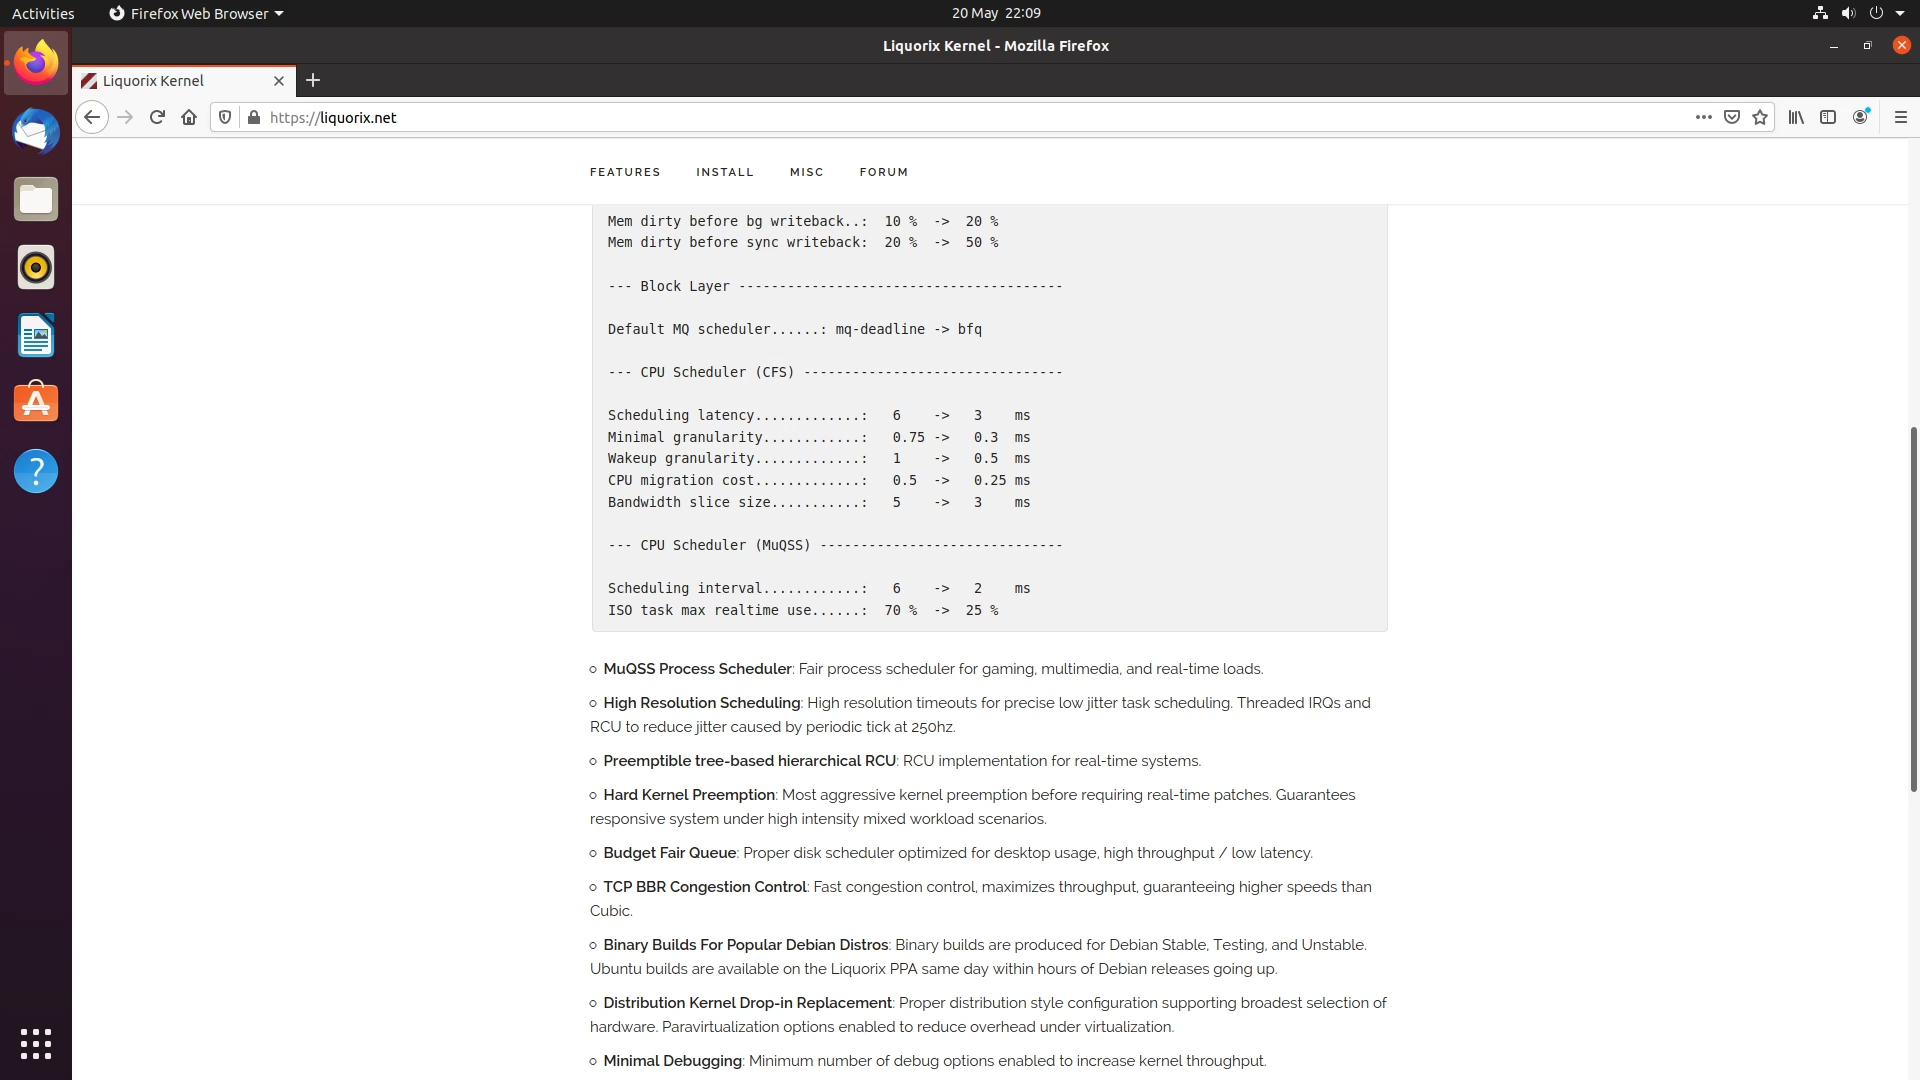 Activities
Firefox Web Browser
20 May 22:09
Liquorix Kernel - Mozilla Firefox
Liquorix Kernel
https://liquorix.net
FEATURES INSTALL MISC FORUM
Mem dirty before bg writeback..:  10 %  ->  20 %
Mem dirty before sync writeback:  20 %  ->  50 %
--- Block Layer ----------------------------------------
Default MQ scheduler......: mq-deadline -> bfq
--- CPU Scheduler (CFS) --------------------------------
Scheduling latency.............:   6    ->   3    ms
Minimal granularity............:   0.75 ->   0.3  ms
Wakeup granularity.............:   1    ->   0.5  ms
CPU migration cost.............:   0.5  ->   0.25 ms
Bandwidth slice size...........:   5    ->   3    ms
--- CPU Scheduler (MuQSS) ------------------------------
Scheduling interval............:   6    ->   2    ms
ISO task max realtime use......:  70 %  ->  25 %
MuQSS Process Scheduler: Fair process scheduler for gaming, multimedia, and real-time loads.
High Resolution Scheduling: High resolution timeouts for precise low jitter task scheduling. Threaded IRQs and
RCU to reduce jitter caused by periodic tick at 250hz.
Preemptible tree-based hierarchical RCU: RCU implementation for real-time systems.
Hard Kernel Preemption: Most aggressive kernel preemption before requiring real-time patches. Guarantees
responsive system under high intensity mixed workload scenarios.
Budget Fair Queue: Proper disk scheduler optimized for desktop usage, high throughput / low latency.
TCP BBR Congestion Control: Fast congestion control, maximizes throughput, guaranteeing higher speeds than
Cubic.
Binary Builds For Popular Debian Distros: Binary builds are produced for Debian Stable, Testing, and Unstable.
Ubuntu builds are available on the Liquorix PPA same day within hours of Debian releases going up.
Distribution Kernel Drop-in Replacement: Proper distribution style configuration supporting broadest selection of
hardware. Paravirtualization options enabled to reduce overhead under virtualization.
Minimal Debugging: Minimum number of debug options enabled to increase kernel throughput.